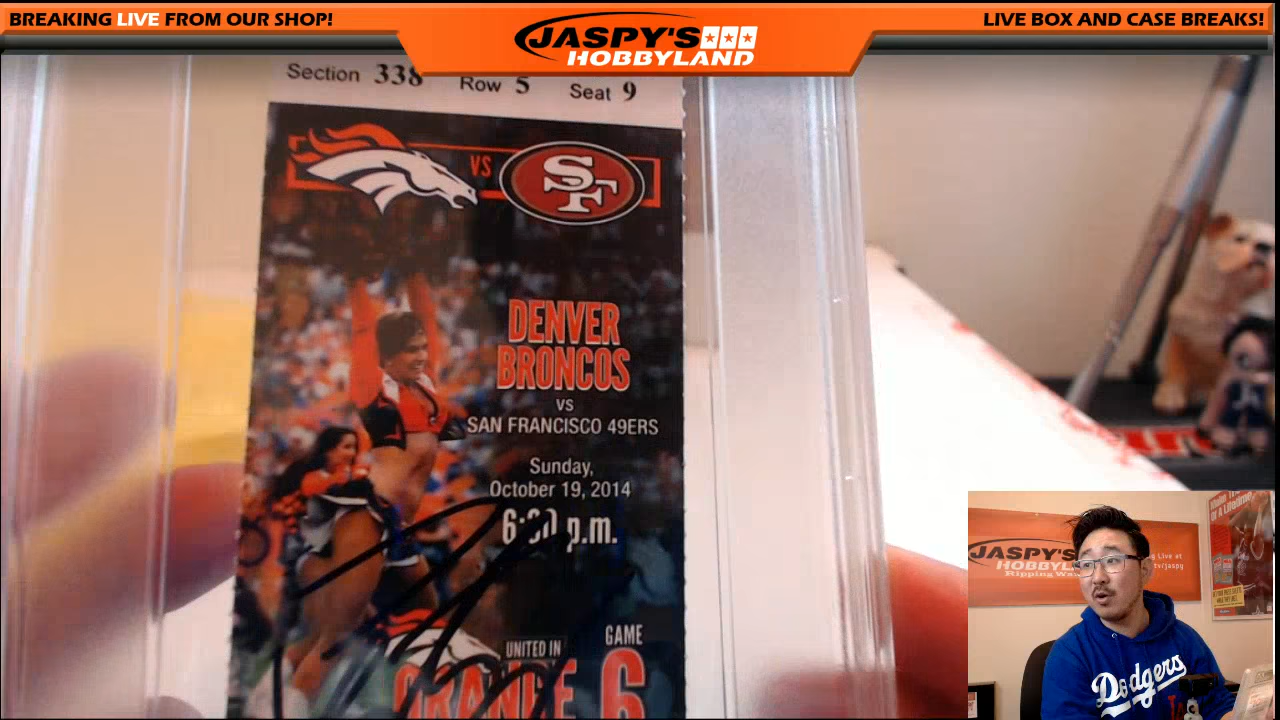 BREAKING LIVE FROM OUR SHOP!
JASPY'S
HOBBYLAND
LIVE BOX AND CASE BREAKS!
Section 338 Row 5 Seat 9
VS
SF
DENVER
BRONCOS
VS
SAN FRANCISCO 49ERS
Sunday,
October 19, 2014
6:30 p.m.
UNITED IN
ORANGE
GAME
6
JASPY'S
HOBBYLAND
Dodgers